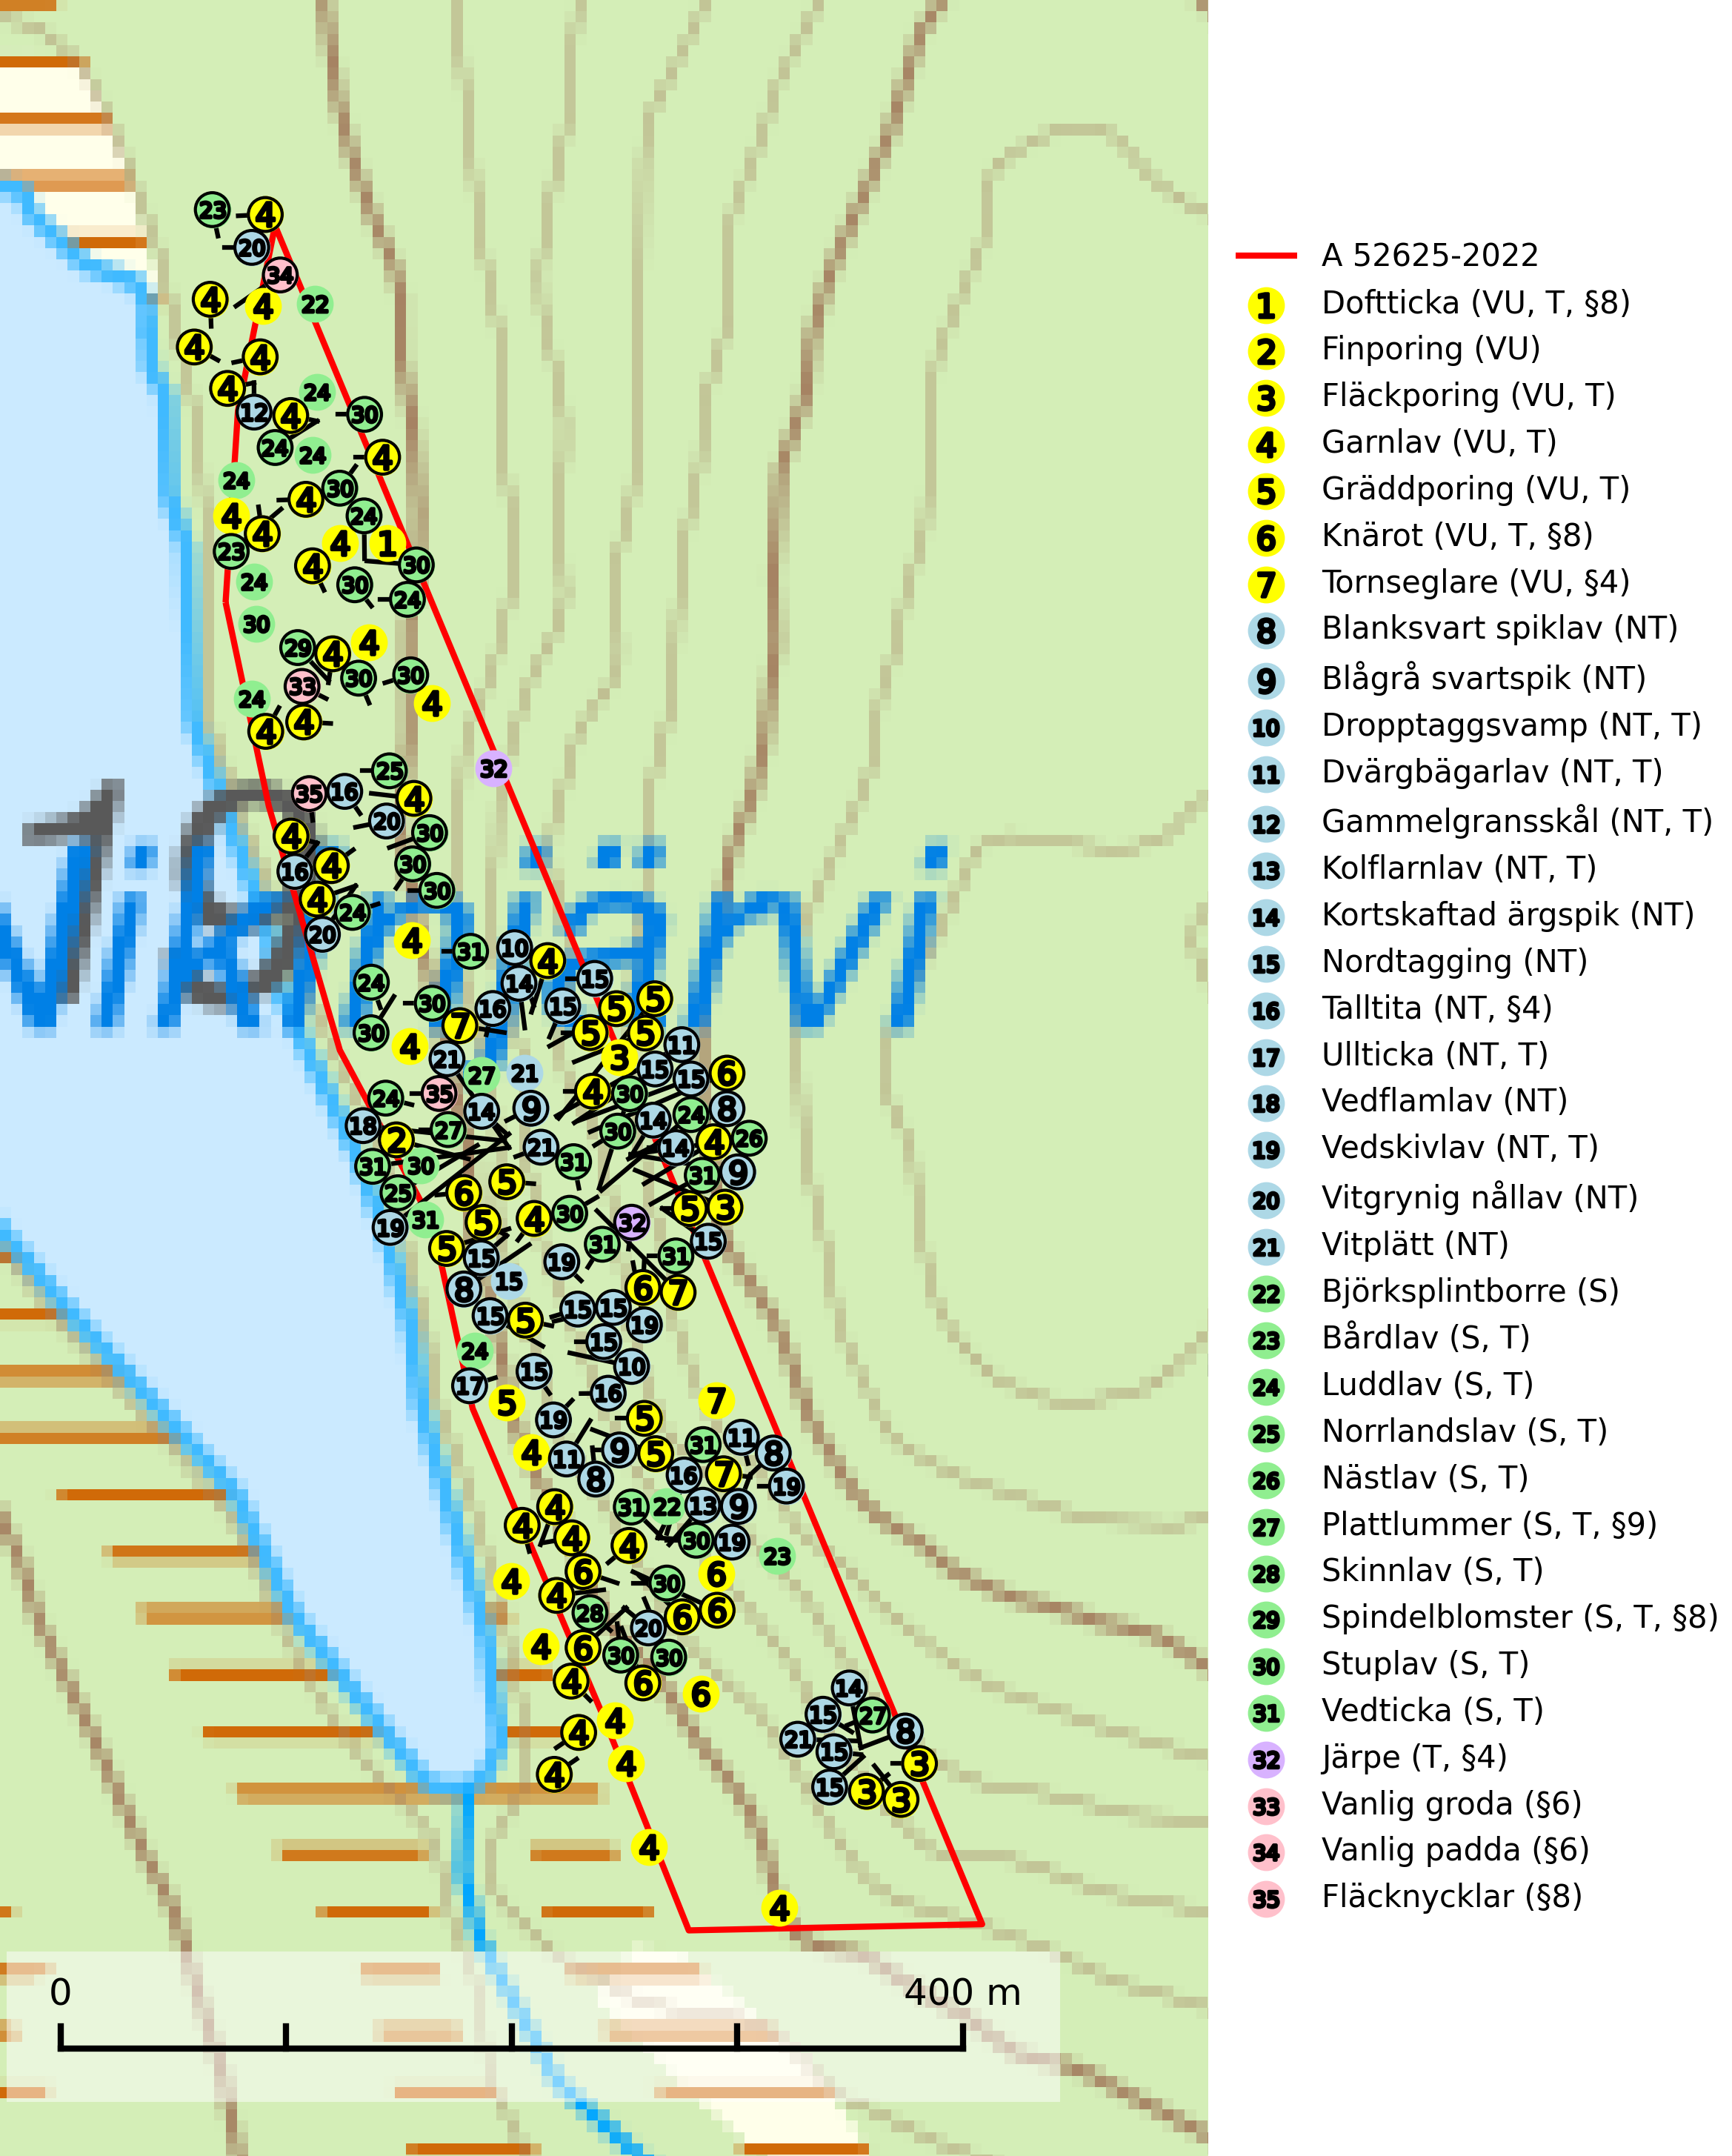 A 52625-2022
1 Doftticka (VU, T, §8)
2 Finporing (VU)
3 Fläckporing (VU, T)
4 Garnlav (VU, T)
5 Gräddporing (VU, T)
6 Knärot (VU, T, §8)
7 Tornseglare (VU, §4)
8 Blanksvart spiklav (NT)
9 Blågrå svartspik (NT)
10 Dropptaggsvamp (NT, T)
11 Dvärgbägarlav (NT, T)
12 Gammelgransskål (NT, T)
13 Kolflarnlav (NT, T)
14 Kortskaftad ärgspik (NT)
15 Nordtagging (NT)
16 Talltita (NT, §4)
17 Ullticka (NT, T)
18 Vedflamlav (NT)
19 Vedskivlav (NT, T)
20 Vitgrynig nållav (NT)
21 Vitplätt (NT)
22 Björksplintborre (S)
23 Bårdlav (S, T)
24 Luddlav (S, T)
25 Norrlandslav (S, T)
26 Nästlav (S, T)
27 Plattlummer (S, T, §9)
28 Skinnlav (S, T)
29 Spindelblomster (S, T, §8)
30 Stuplav (S, T)
31 Vedticka (S, T)
32 Järpe (T, §4)
33 Vanlig groda (§6)
34 Vanlig padda (§6)
35 Fläcknycklar (§8)
0 400 m